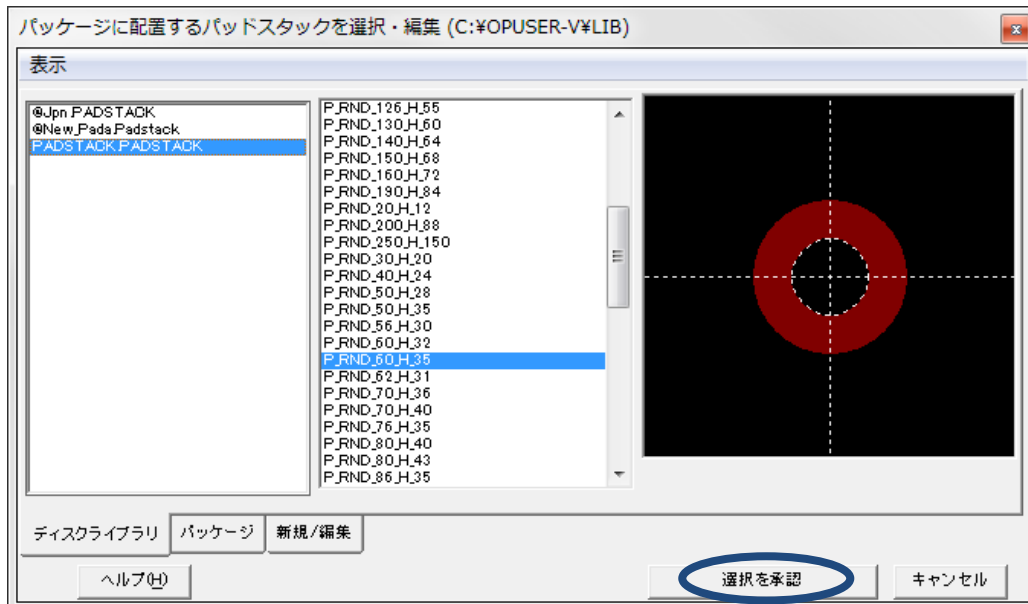 パッケージに配置するパッドスタックを選択・編集 (C:¥OPUSER-V¥LIB)
表示
@Jpn.PADSTACK
@New_Pada.Padstack
PADSTACK.PADSTACK
P_RND_126_H_55
P_RND_130_H_60
P_RND_140_H_64
P_RND_150_H_68
P_RND_160_H_72
P_RND_190_H_84
P_RND_20_H_12
P_RND_200_H_88
P_RND_250_H_150
P_RND_30_H_20
P_RND_40_H_24
P_RND_50_H_28
P_RND_50_H_35
P_RND_56_H_30
P_RND_60_H_32
P_RND_60_H_35
P_RND_62_H_31
P_RND_70_H_36
P_RND_70_H_40
P_RND_76_H_35
P_RND_80_H_40
P_RND_80_H_43
P_RND_86_H_35
ディスクライブラリ
パッケージ
新規/編集
ヘルプ(H)
選択を承認
キャンセル